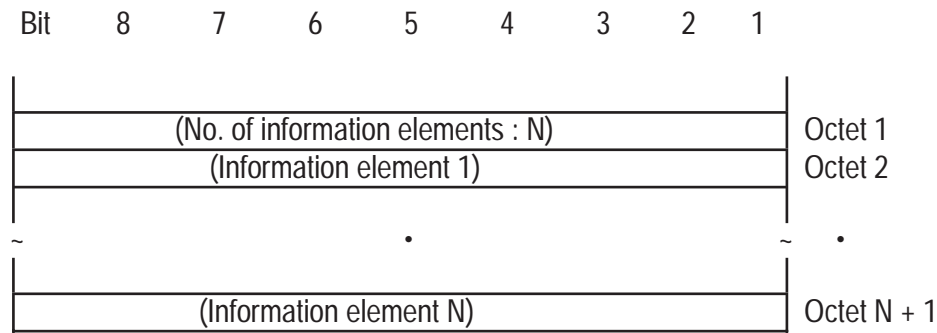 Bit 8 7 6 5 4 3 2 1
(No. of information elements : N) Octet 1
(Information element 1) Octet 2
~ • ~ •
(Information element N) Octet N + 1